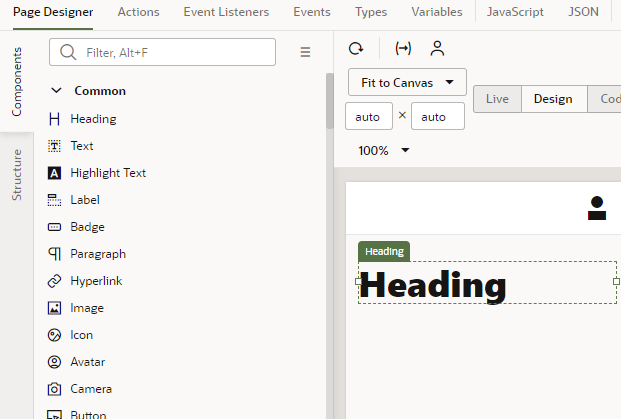 Page Designer Actions Event Listeners Events Types Variables JavaScript JSON
Components
Structure
Filter, Alt+F
Common
Heading
Text
Highlight Text
Label
Badge
Paragraph
Hyperlink
Image
Icon
Avatar
Camera
Button
Fit to Canvas
Live Design Cod
auto × auto
100%
Heading
Heading